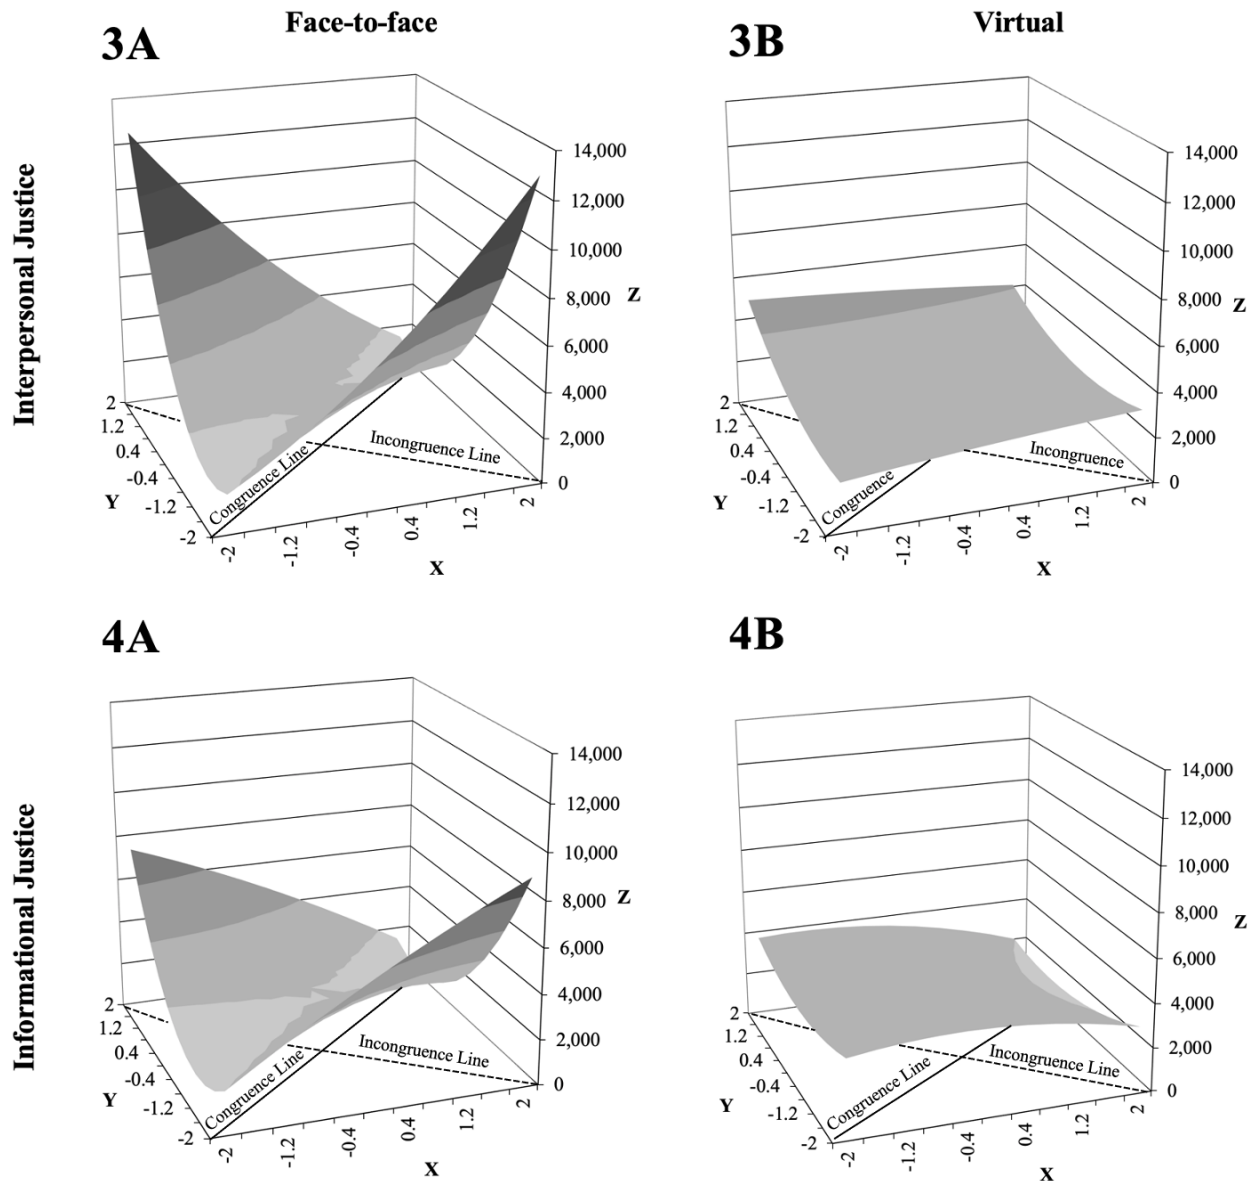 Face-to-face
Virtual
3A
3B
Interpersonal Justice
14,000
12,000
10,000
8,000
6,000
4,000
2,000
0
Z
2
1.2
0.4
-0.4
-1.2
-2
Y
-2
-1.2
-0.4
0.4
1.2
2
X
Congruence Line
Incongruence Line
14,000
12,000
10,000
8,000
6,000
4,000
2,000
0
Z
2
1.2
0.4
-0.4
-1.2
-2
Y
-2
-1.2
-0.4
0.4
1.2
2
X
Congruence
Incongruence
4A
4B
Informational Justice
14,000
12,000
10,000
8,000
6,000
4,000
2,000
0
Z
2
1.2
0.4
-0.4
-1.2
-2
Y
-2
-1.2
-0.4
0.4
1.2
2
X
Congruence Line
Incongruence Line
14,000
12,000
10,000
8,000
6,000
4,000
2,000
0
Z
2
1.2
0.4
-0.4
-1.2
-2
Y
-2
-1.2
-0.4
0.4
1.2
2
X
Congruence Line
Incongruence Line